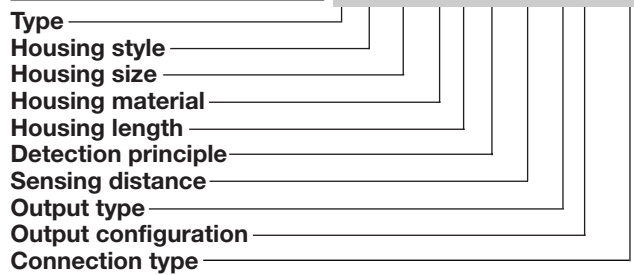 Type
Housing style
Housing size
Housing material
Housing length
Detection principle
Sensing distance
Output type
Output configuration
Connection type